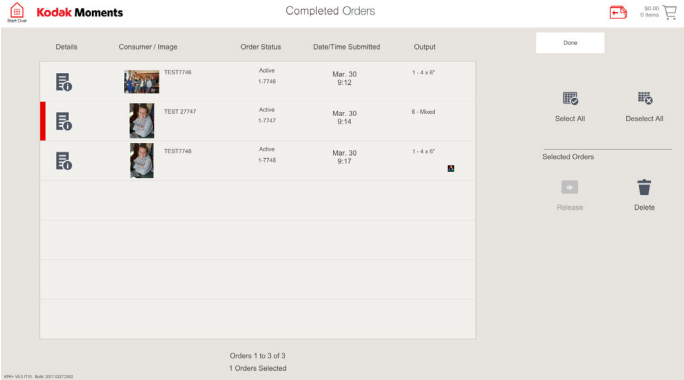 Start Over
Kodak Moments
Completed Orders
$0.00
0 items
Details Consumer / Image Order Status Date/Time Submitted Output
Done
TEST7746 Active 1 - 4 x 6"
1-7746
Mar. 30
9:12
TEST 27747 Active 6 - Mixed
1-7747
Mar. 30
9:14
TEST7748 Active 1 - 4 x 6"
1-7748
Mar. 30
9:17
Select All Deselect All
Selected Orders
Release Delete
Orders 1 to 3 of 3
1 Orders Selected